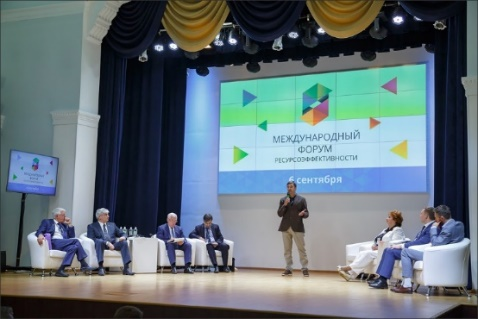 МЕЖДУНАРОДНЫЙ
ФОРУМ
РЕСУРСОЭФФЕКТИВНОСТИ
6 сентября